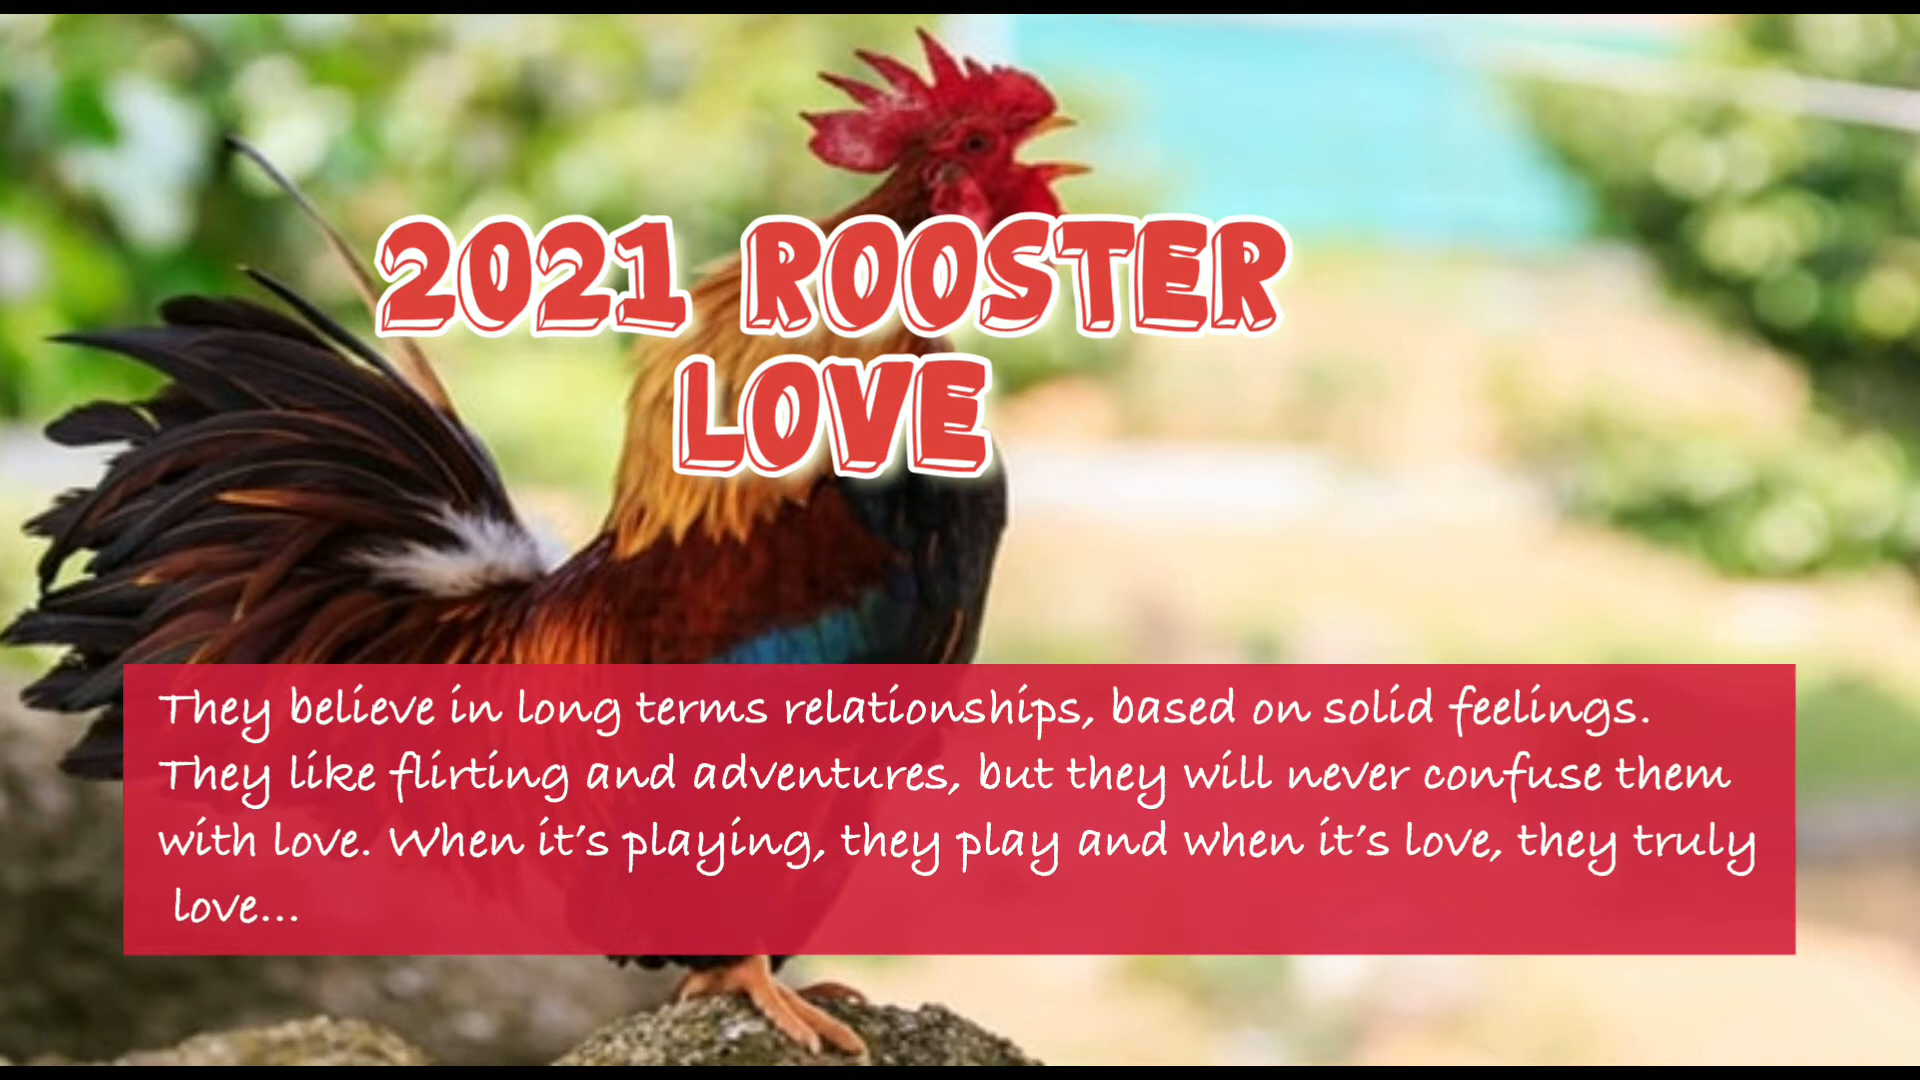 2021 ROOSTER
LOVE
They believe in long terms relationships, based on solid feelings.
They like flirting and adventures, but they will never confuse them
with love. When it's playing, they play and when it's love, they truly
love...